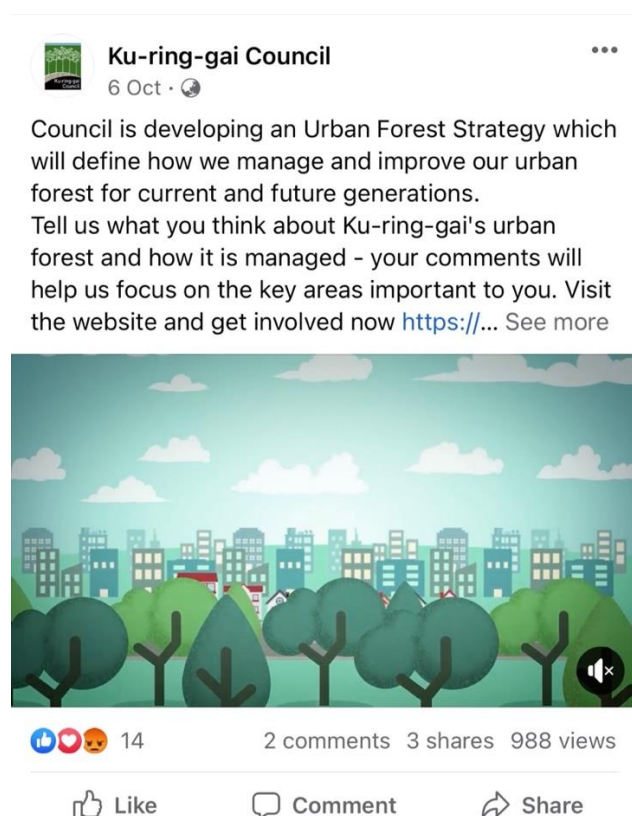 Ku-ring-gai Council
6 Oct ·
Council is developing an Urban Forest Strategy which
will define how we manage and improve our urban
forest for current and future generations.
Tell us what you think about Ku-ring-gai's urban
forest and how it is managed - your comments will
help us focus on the key areas important to you. Visit
the website and get involved now https://... See more
14 2 comments 3 shares 988 views
Like Comment Share